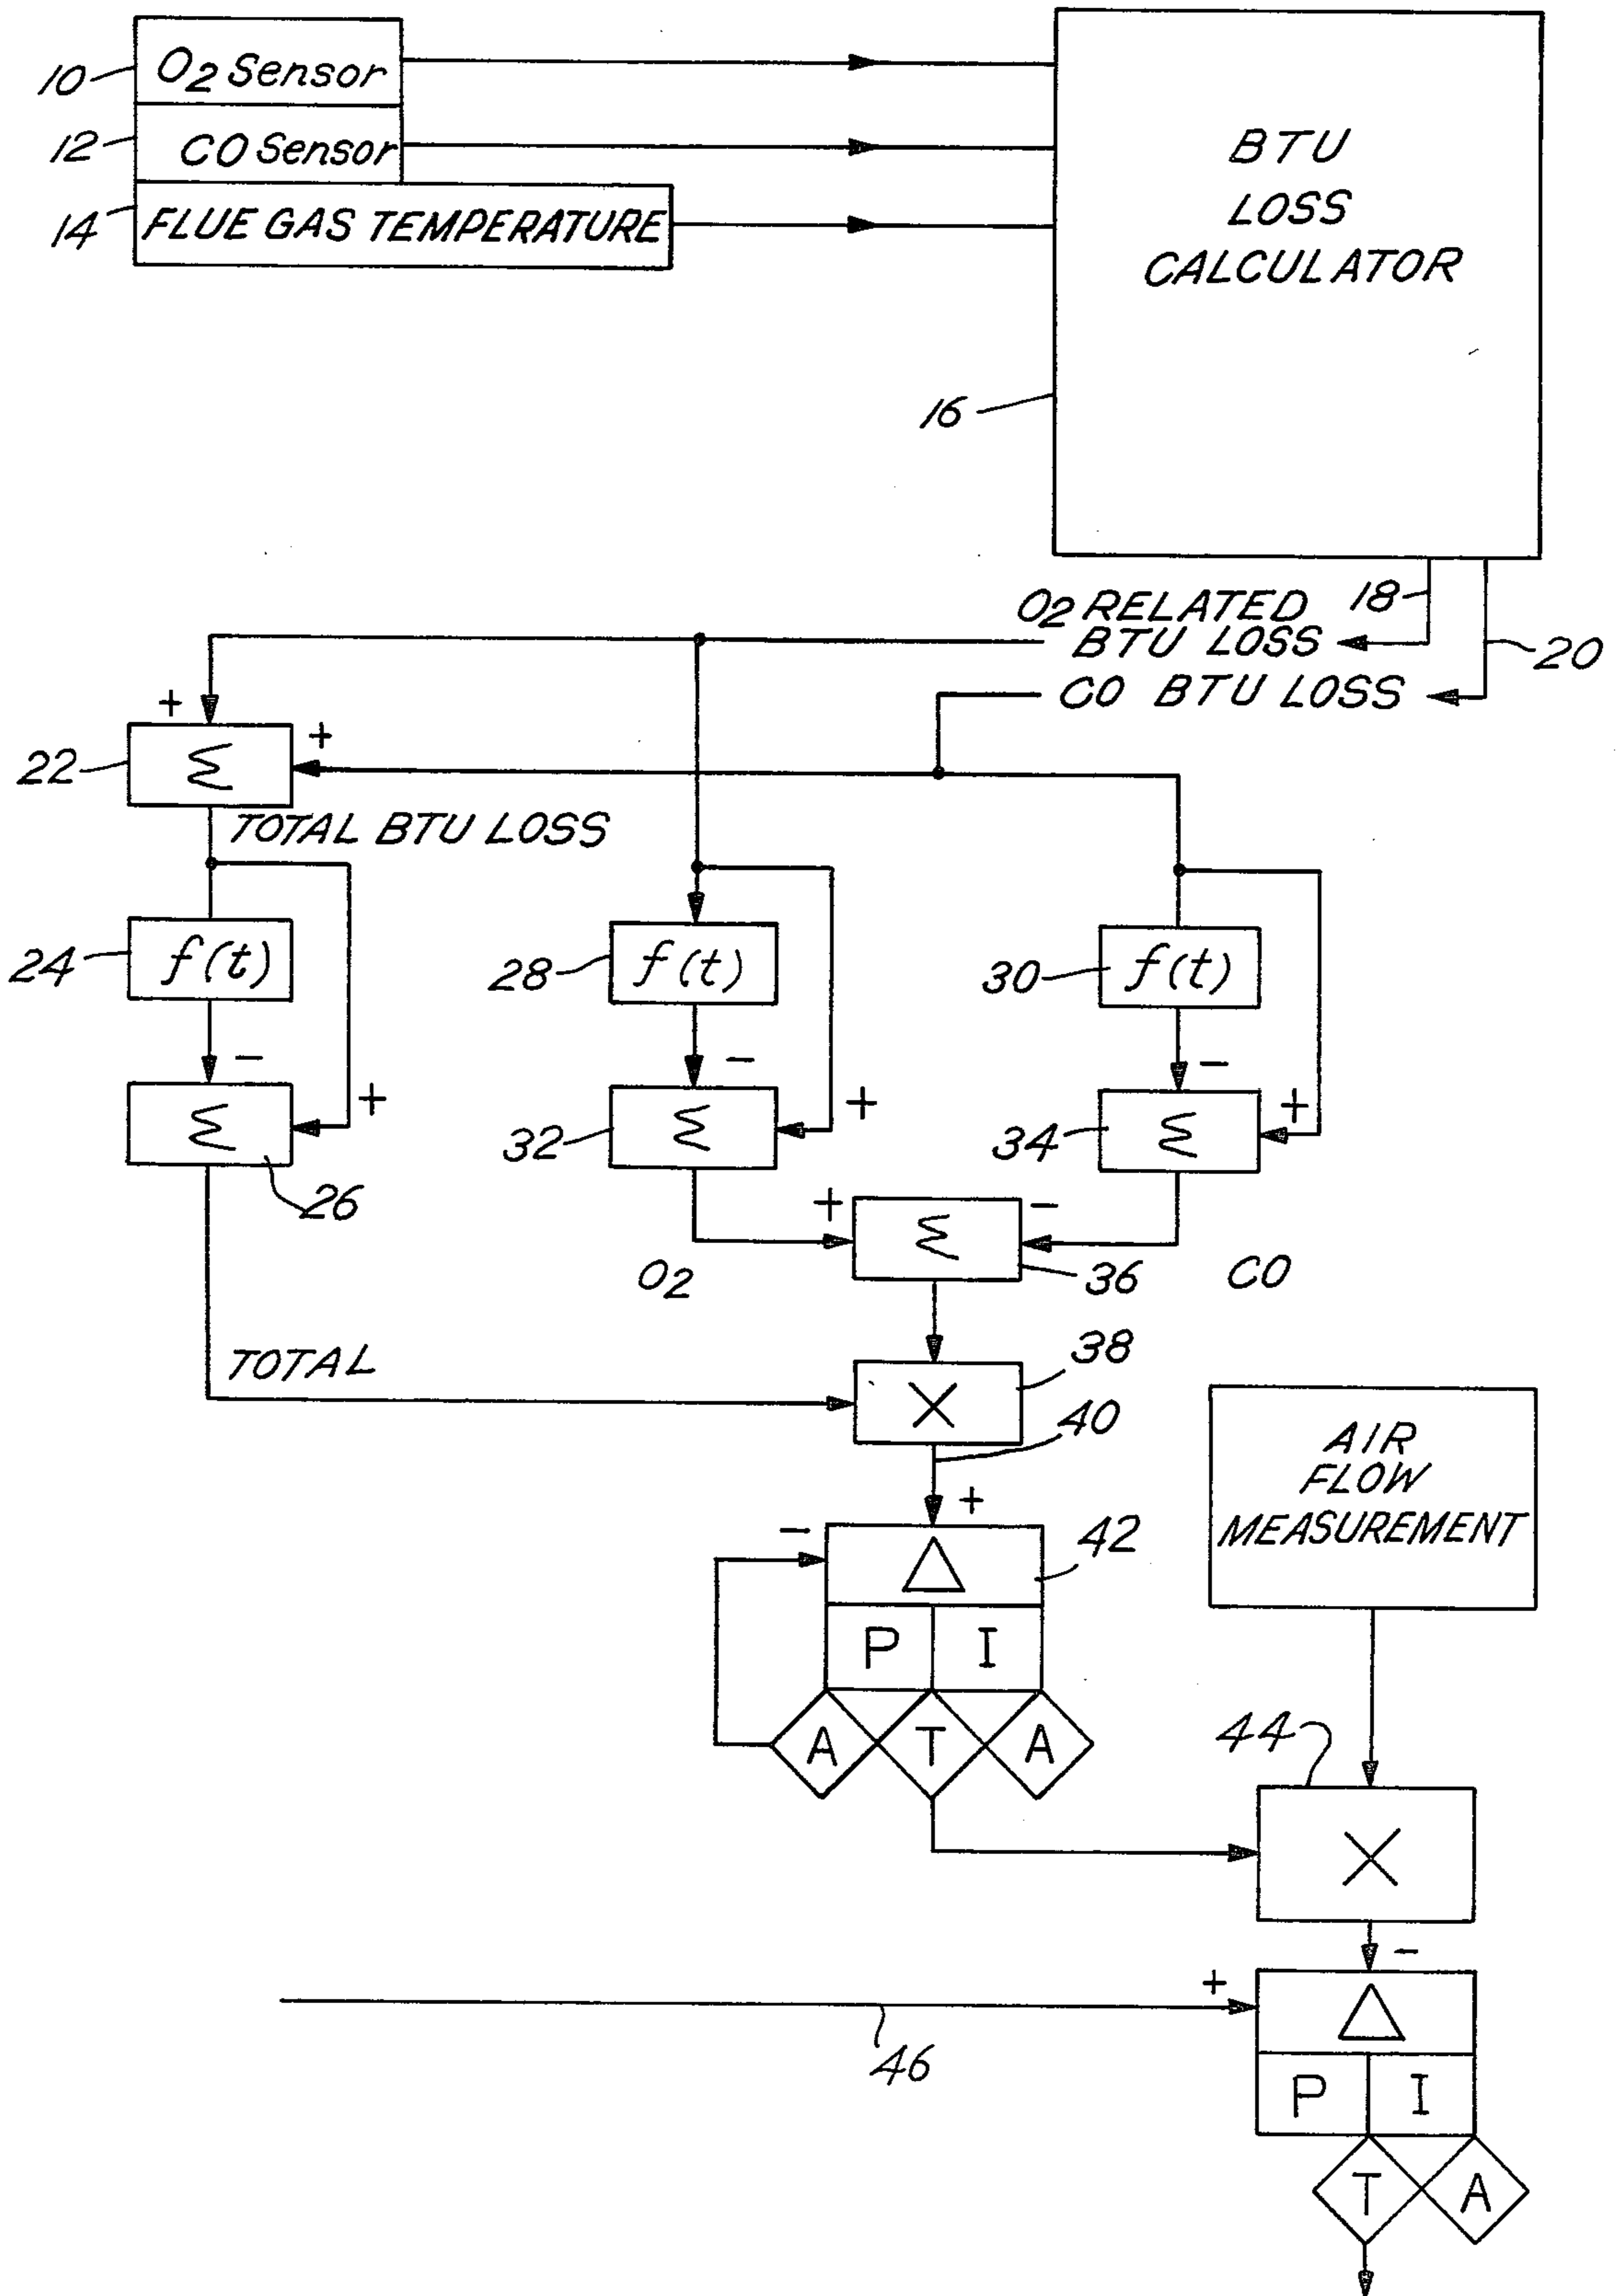 10 O2 Sensor
12 CO Sensor
14 FLUE GAS TEMPERATURE
BTU
LOSS
CALCULATOR
16
O2 RELATED
BTU LOSS
18
20
CO BTU LOSS
+
+
22 Σ
TOTAL BTU LOSS
24 f(t)
28 f(t)
30 f(t)
- - -
+ + +
Σ
32 Σ
34 Σ
26
+ -
Σ
36
O2
CO
TOTAL
38
X
40
AIR
FLOW
MEASUREMENT
+
-
△
42
P I
A T A
44
X
-
+
△
46
P I
T A